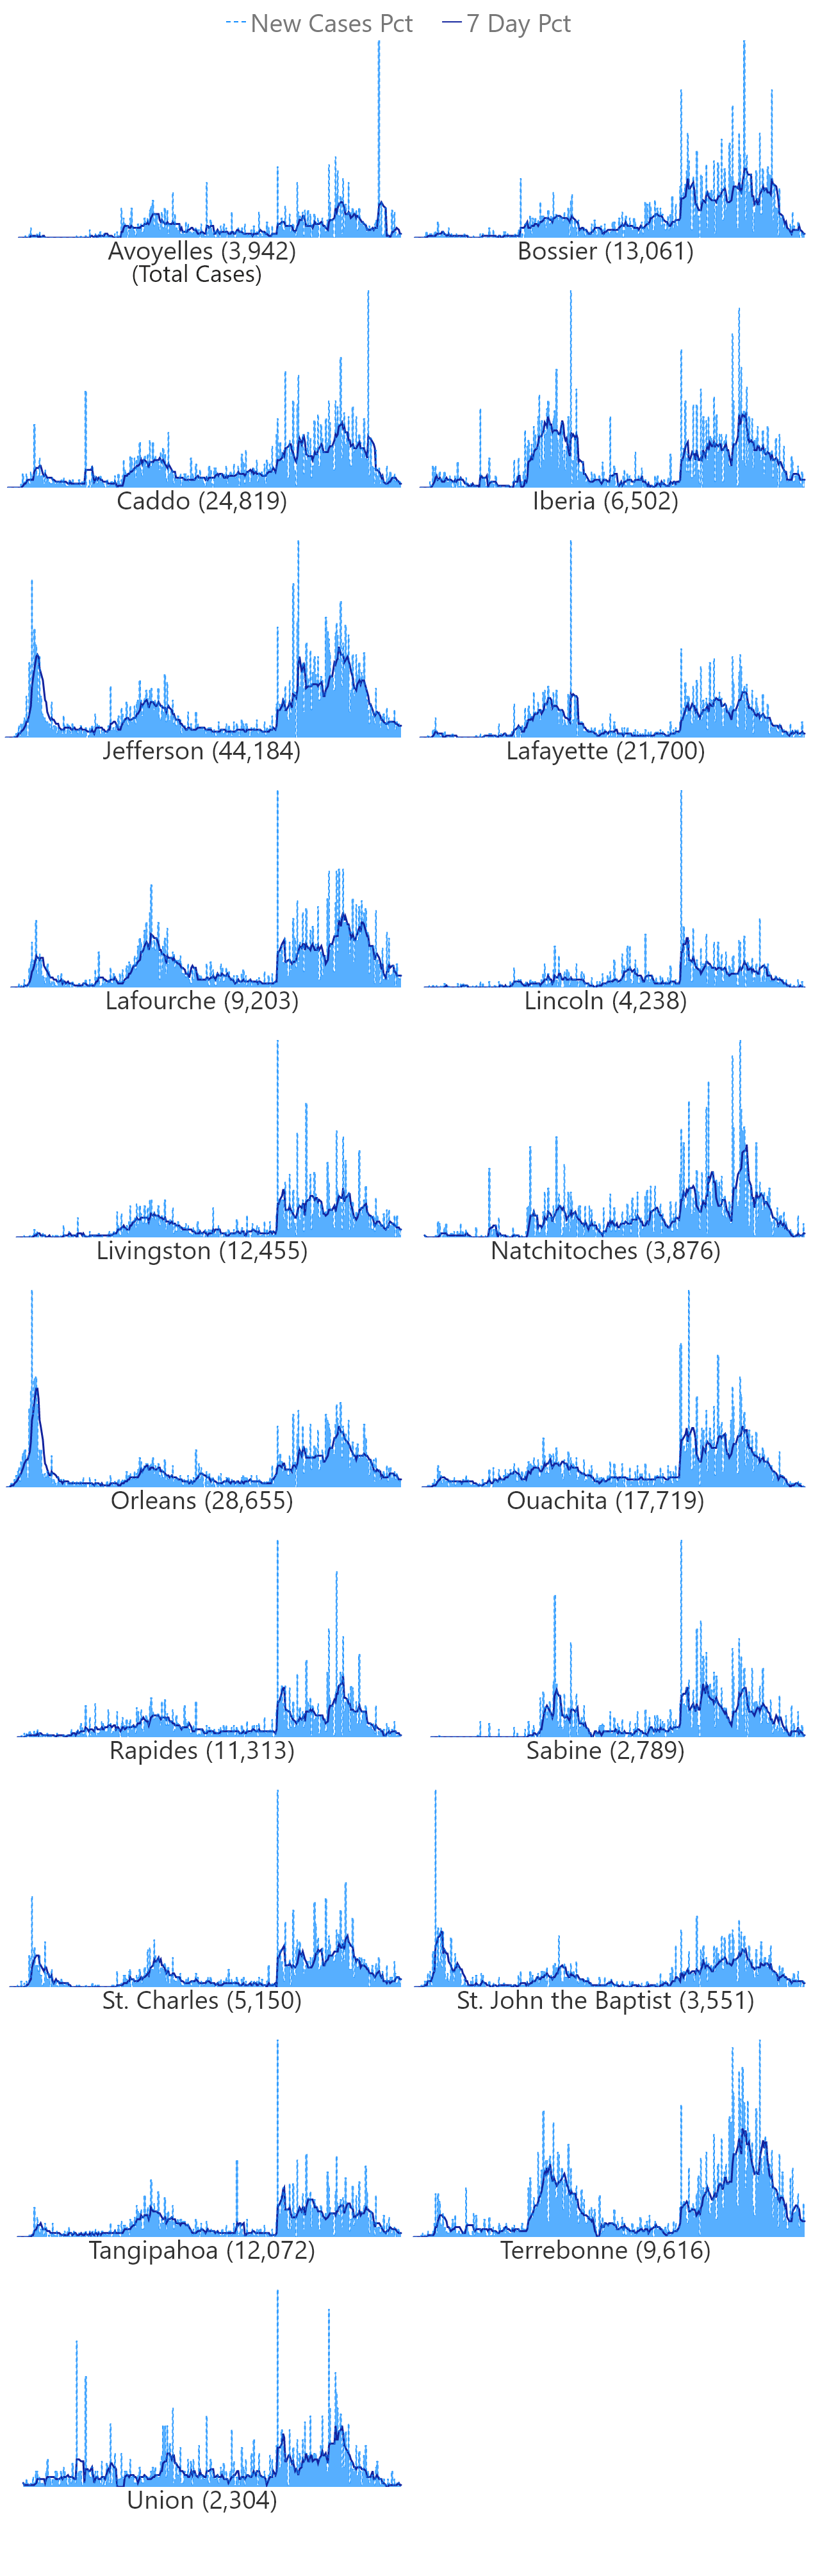 New Cases Pct 7 Day Pct
Avoyelles (3,942) Bossier (13,061)
(Total Cases)
Caddo (24,819) Iberia (6,502)
Jefferson (44,184) Lafayette (21,700)
Lafourche (9,203) Lincoln (4,238)
Livingston (12,455) Natchitoches (3,876)
Orleans (28,655) Ouachita (17,719)
Rapides (11,313) Sabine (2,789)
St. Charles (5,150) St. John the Baptist (3,551)
Tangipahoa (12,072) Terrebonne (9,616)
Union (2,304)